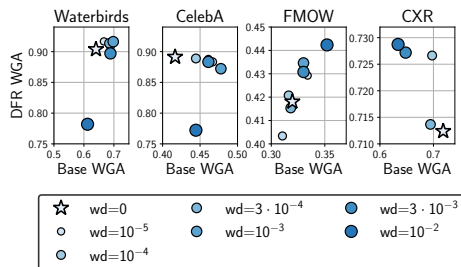 Waterbirds CelebA FMOW CXR
DFR WGA
0.90 0.85 0.80 0.75
0.5 0.6 0.7
Base WGA
0.90 0.85 0.80 0.75
0.40 0.45 0.50
Base WGA
0.45 0.44 0.43 0.42 0.41 0.40
0.30 0.35
Base WGA
0.730 0.725 0.720 0.715 0.710
0.6 0.7
Base WGA
wd=0 wd=3 · 10⁻⁴ wd=3 · 10⁻³
wd=10⁻⁵ wd=10⁻³ wd=10⁻²
wd=10⁻⁴